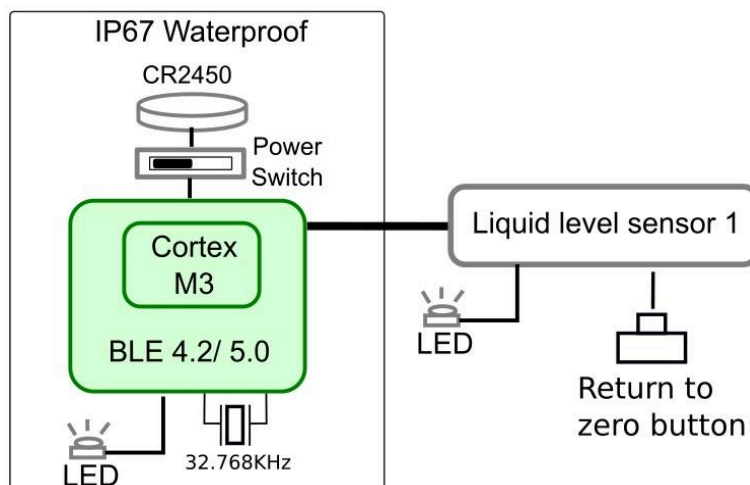 IP67 Waterproof
CR2450
Power
Switch
Cortex
M3
BLE 4.2/ 5.0
LED
32.768KHz
Liquid level sensor 1
LED
Return to
zero button